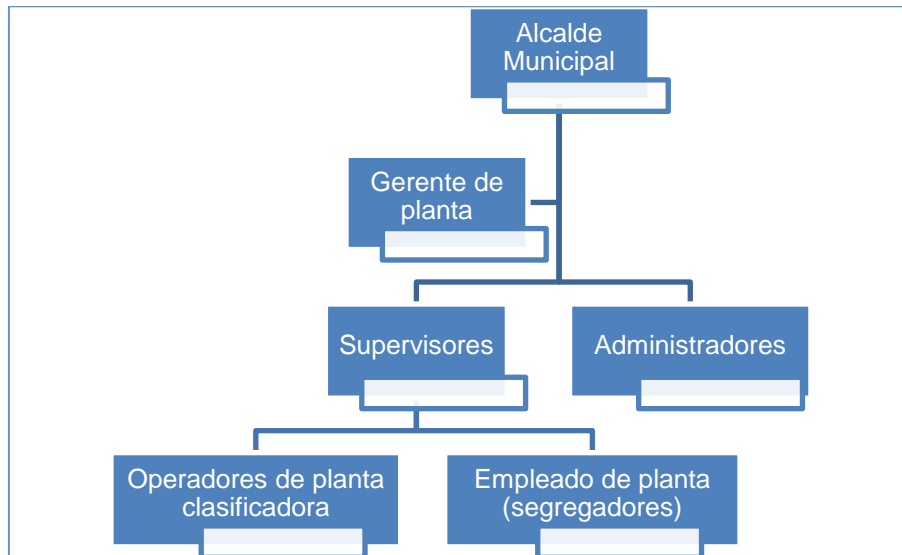 Alcalde
Municipal
Gerente de
planta
Supervisores
Administradores
Operadores de planta
clasificadora
Empleado de planta
(segregadores)